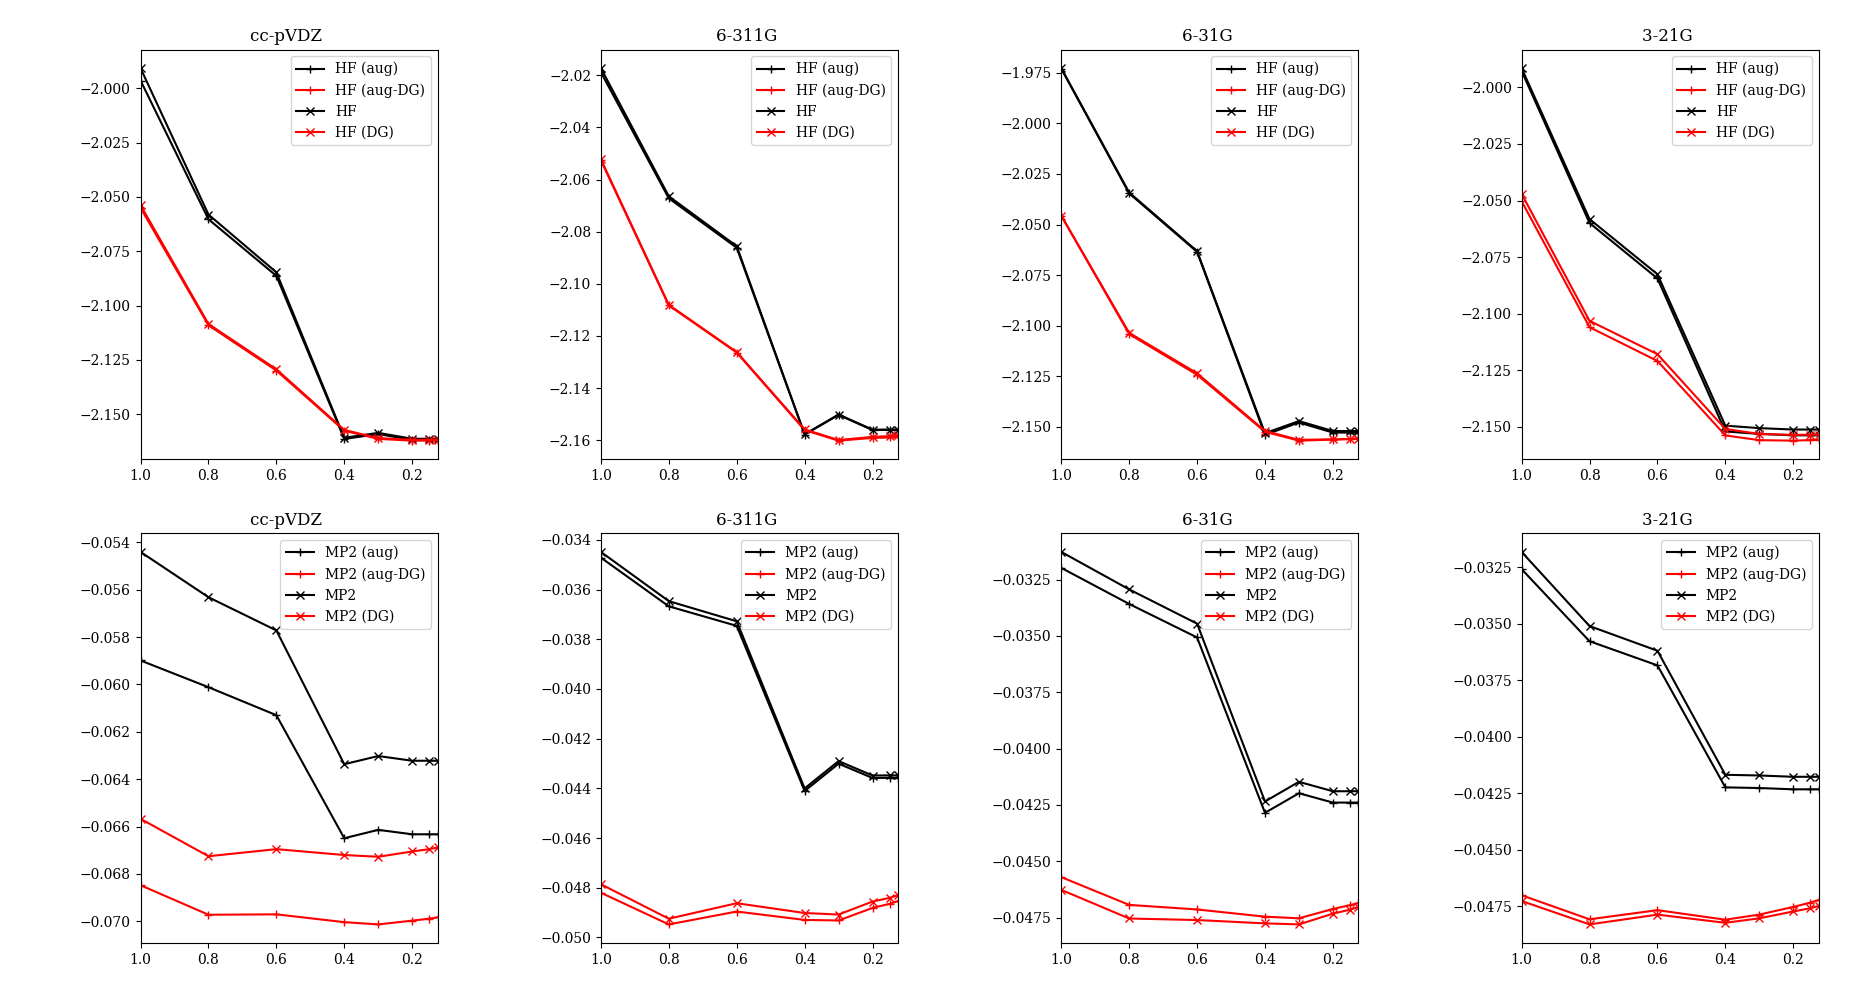 cc-pVDZ
HF (aug)
HF (aug-DG)
HF
HF (DG)
−2.000
−2.025
−2.050
−2.075
−2.100
−2.125
−2.150
1.0 0.8 0.6 0.4 0.2
6-311G
HF (aug)
HF (aug-DG)
HF
HF (DG)
−2.02
−2.04
−2.06
−2.08
−2.10
−2.12
−2.14
−2.16
1.0 0.8 0.6 0.4 0.2
6-31G
HF (aug)
HF (aug-DG)
HF
HF (DG)
−1.975
−2.000
−2.025
−2.050
−2.075
−2.100
−2.125
−2.150
1.0 0.8 0.6 0.4 0.2
3-21G
HF (aug)
HF (aug-DG)
HF
HF (DG)
−2.000
−2.025
−2.050
−2.075
−2.100
−2.125
−2.150
1.0 0.8 0.6 0.4 0.2
cc-pVDZ
MP2 (aug)
MP2 (aug-DG)
MP2
MP2 (DG)
−0.054
−0.056
−0.058
−0.060
−0.062
−0.064
−0.066
−0.068
−0.070
1.0 0.8 0.6 0.4 0.2
6-311G
MP2 (aug)
MP2 (aug-DG)
MP2
MP2 (DG)
−0.034
−0.036
−0.038
−0.040
−0.042
−0.044
−0.046
−0.048
−0.050
1.0 0.8 0.6 0.4 0.2
6-31G
MP2 (aug)
MP2 (aug-DG)
MP2
MP2 (DG)
−0.0325
−0.0350
−0.0375
−0.0400
−0.0425
−0.0450
−0.0475
1.0 0.8 0.6 0.4 0.2
3-21G
MP2 (aug)
MP2 (aug-DG)
MP2
MP2 (DG)
−0.0325
−0.0350
−0.0375
−0.0400
−0.0425
−0.0450
−0.0475
1.0 0.8 0.6 0.4 0.2